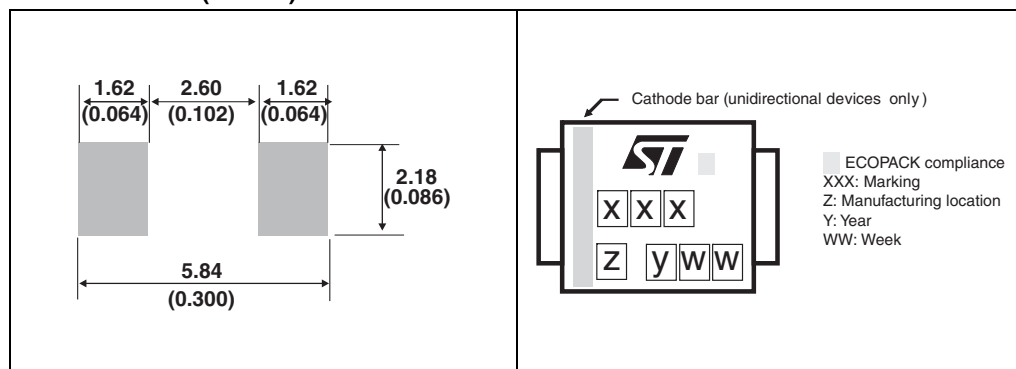 1.62 2.60 1.62
(0.064) (0.102) (0.064)
2.18
(0.086)
5.84
(0.300)
Cathode bar (unidirectional devices only)
ST
x x x
z y w w
ECOPACK compliance
XXX: Marking
Z: Manufacturing location
Y: Year
WW: Week